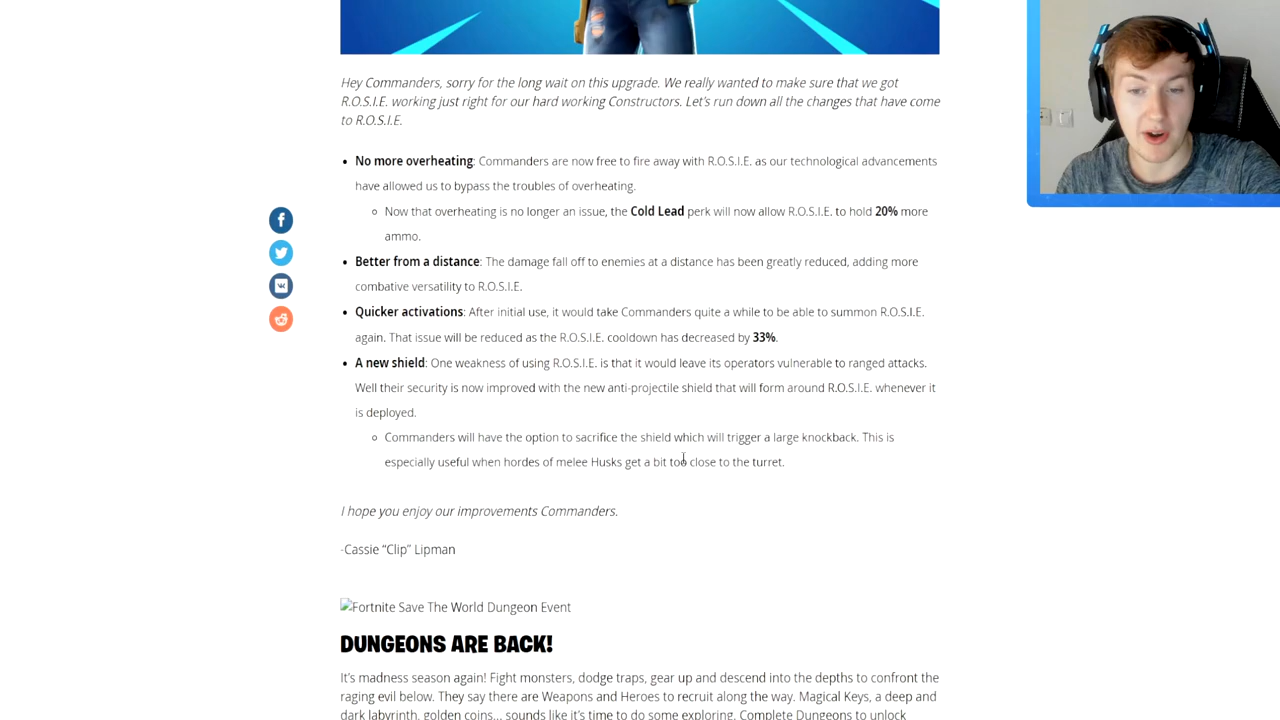 Hey Commanders, sorry for the long wait on this upgrade. We really wanted to make sure that we got
R.O.S.I.E. working just right for our hard working Constructors. Let's run down all the changes that have come
to R.O.S.I.E.
• No more overheating: Commanders are now free to fire away with R.O.S.I.E. as our technological advancements
have allowed us to bypass the troubles of overheating.
○ Now that overheating is no longer an issue, the Cold Lead perk will now allow R.O.S.I.E. to hold 20% more
ammo.
• Better from a distance: The damage fall off to enemies at a distance has been greatly reduced, adding more
combative versatility to R.O.S.I.E.
• Quicker activations: After initial use, it would take Commanders quite a while to be able to summon R.O.S.I.E.
again. That issue will be reduced as the R.O.S.I.E. cooldown has decreased by 33%.
• A new shield: One weakness of using R.O.S.I.E. is that it would leave its operators vulnerable to ranged attacks.
Well their security is now improved with the new anti-projectile shield that will form around R.O.S.I.E. whenever it
is deployed.
○ Commanders will have the option to sacrifice the shield which will trigger a large knockback. This is
especially useful when hordes of melee Husks get a bit too close to the turret.
I hope you enjoy our improvements Commanders.
-Cassie “Clip” Lipman
Fortnite Save The World Dungeon Event
DUNGEONS ARE BACK!
It's madness season again! Fight monsters, dodge traps, gear up and descend into the depths to confront the
raging evil below. They say there are Weapons and Heroes to recruit along the way. Magical Keys, a deep and
dark labyrinth, golden coins... sounds like it's time to do some exploring. Complete Dungeons to unlock